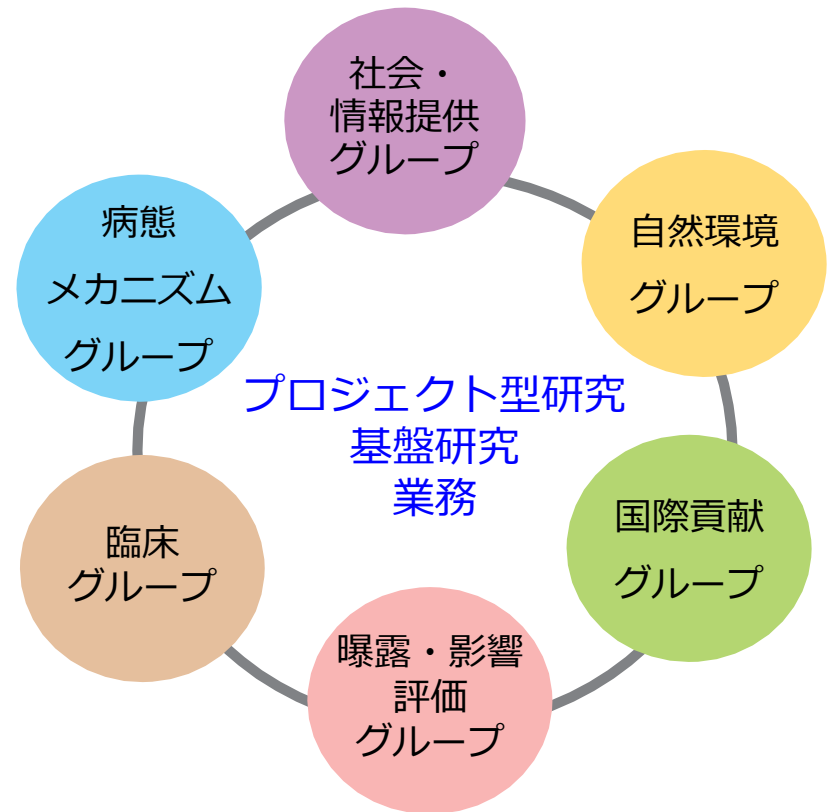 社会・
情報提供
グループ
自然環境
グループ
病態
メカニズム
グループ
プロジェクト型研究
基盤研究
業務
国際貢献
グループ
臨床
グループ
曝露・影響
評価
グループ